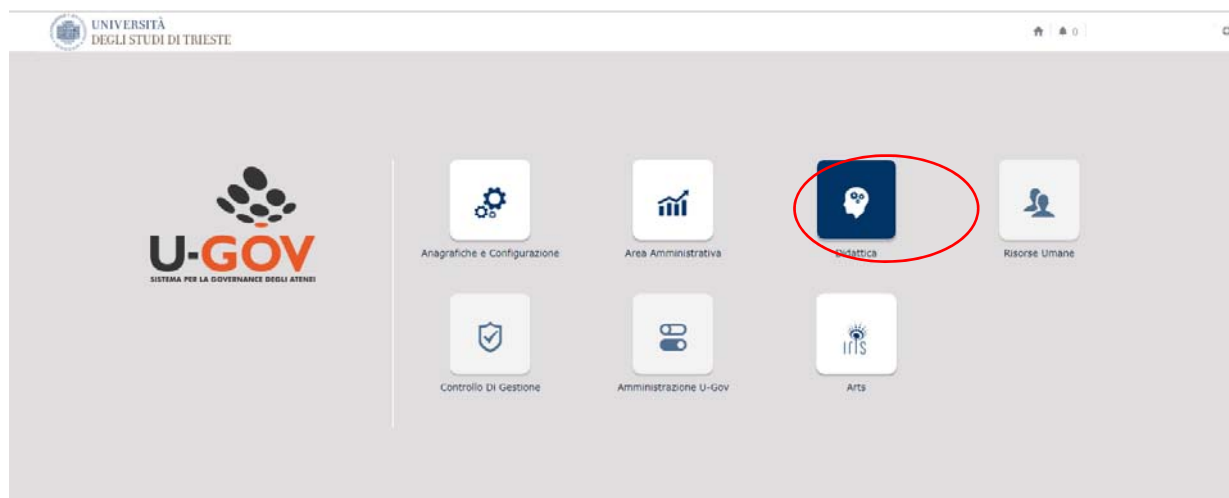 UNIVERSITÀ
DEGLI STUDI DI TRIESTE
0
U-GOV
SISTEMA PER LA GOVERNANCE DEGLI ATENEI
Anagrafiche e Configurazione
Area Amministrativa
Didattica
Risorse Umane
Controllo Di Gestione
Amministrazione U-Gov
IrIS
Arts